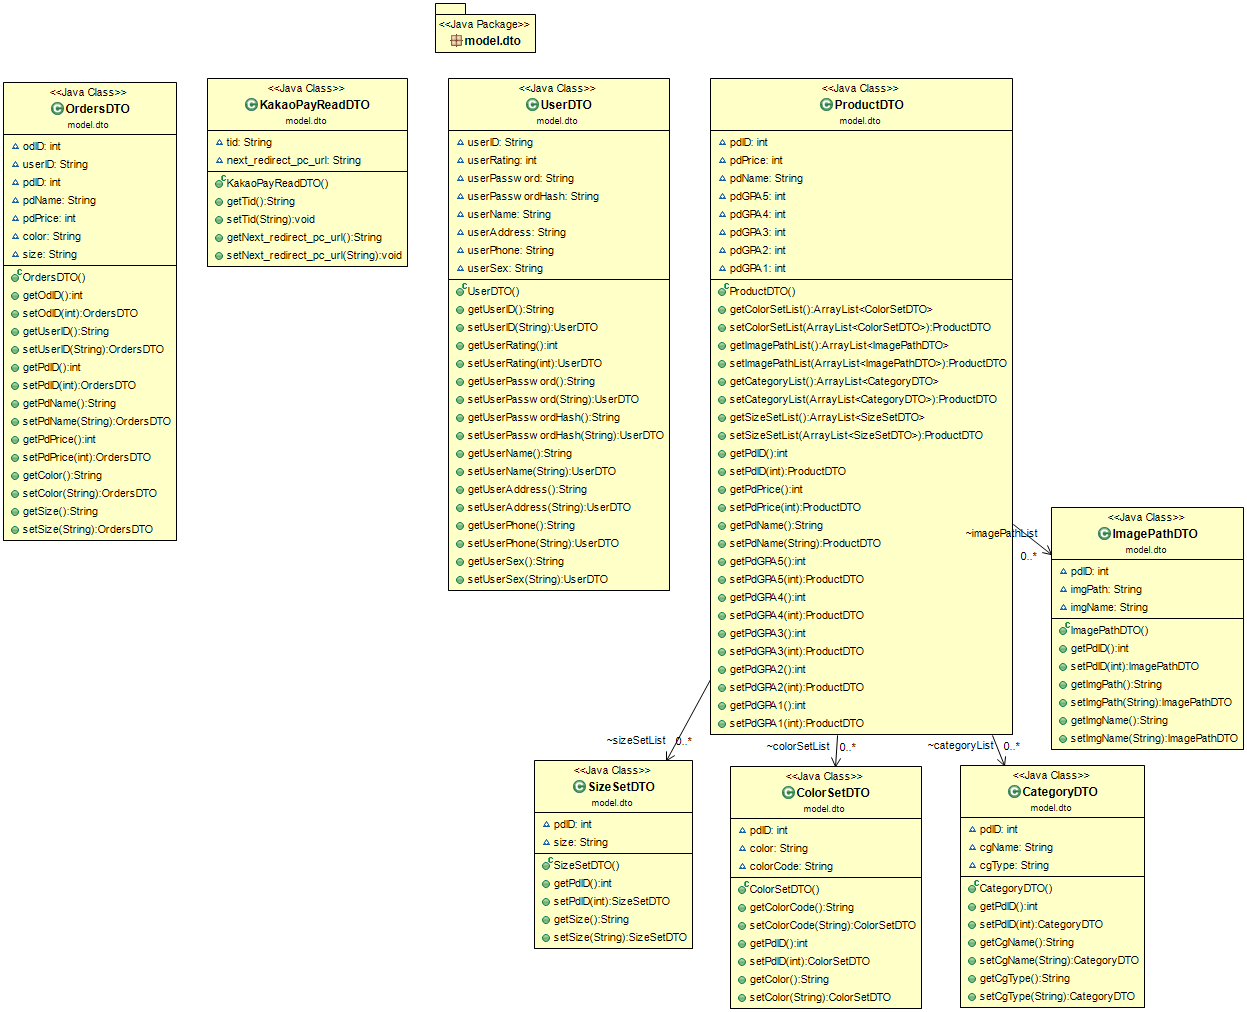 <<Java Package>>
model.dto
<<Java Class>>
OrdersDTO
model.dto
odID: int
userID: String
pdID: int
pdName: String
pdPrice: int
color: String
size: String
OrdersDTO()
getOdID():int
setOdID(int):OrdersDTO
getUserID():String
setUserID(String):OrdersDTO
getPdID():int
setPdID(int):OrdersDTO
getPdName():String
setPdName(String):OrdersDTO
getPdPrice():int
setPdPrice(int):OrdersDTO
getColor():String
setColor(String):OrdersDTO
getSize():String
setSize(String):OrdersDTO
<<Java Class>>
KakaoPayReadDTO
model.dto
tid: String
next_redirect_pc_url: String
KakaoPayReadDTO()
getTid():String
setTid(String):void
getNext_redirect_pc_url():String
setNext_redirect_pc_url(String):void
<<Java Class>>
UserDTO
model.dto
userID: String
userRating: int
userPassword: String
userPasswordHash: String
userName: String
userAddress: String
userPhone: String
userSex: String
UserDTO()
getUserID():String
setUserID(String):UserDTO
getUserRating():int
setUserRating(int):UserDTO
getUserPassword():String
setUserPassword(String):UserDTO
getUserPasswordHash():String
setUserPasswordHash(String):UserDTO
getUserName():String
setUserName(String):UserDTO
getUserAddress():String
setUserAddress(String):UserDTO
getUserPhone():String
setUserPhone(String):UserDTO
getUserSex():String
setUserSex(String):UserDTO
<<Java Class>>
ProductDTO
model.dto
pdID: int
pdPrice: int
pdName: String
pdGPA5: int
pdGPA4: int
pdGPA3: int
pdGPA2: int
pdGPA1: int
ProductDTO()
getColorSetList():ArrayList<ColorSetDTO>
setColorSetList(ArrayList<ColorSetDTO>):ProductDTO
getImagePathList():ArrayList<ImagePathDTO>
setImagePathList(ArrayList<ImagePathDTO>):ProductDTO
getCategoryList():ArrayList<CategoryDTO>
setCategoryList(ArrayList<CategoryDTO>):ProductDTO
getSizeSetList():ArrayList<SizeSetDTO>
setSizeSetList(ArrayList<SizeSetDTO>):ProductDTO
getPdID():int
setPdID(int):ProductDTO
getPdPrice():int
setPdPrice(int):ProductDTO
getPdName():String
setPdName(String):ProductDTO
getPdGPA5():int
setPdGPA5(int):ProductDTO
getPdGPA4():int
setPdGPA4(int):ProductDTO
getPdGPA3():int
setPdGPA3(int):ProductDTO
getPdGPA2():int
setPdGPA2(int):ProductDTO
getPdGPA1():int
setPdGPA1(int):ProductDTO
~imagePathList
0..*
<<Java Class>>
ImagePathDTO
model.dto
pdID: int
imgPath: String
imgName: String
ImagePathDTO()
getPdID():int
setPdID(int):ImagePathDTO
getImgPath():String
setImgPath(String):ImagePathDTO
getImgName():String
setImgName(String):ImagePathDTO
~sizeSetList 0..*
<<Java Class>>
SizeSetDTO
model.dto
pdID: int
size: String
SizeSetDTO()
getPdID():int
setPdID(int):SizeSetDTO
getSize():String
setSize(String):SizeSetDTO
~colorSetList 0..*
<<Java Class>>
ColorSetDTO
model.dto
pdID: int
color: String
colorCode: String
ColorSetDTO()
getColorCode():String
setColorCode(String):ColorSetDTO
getPdID():int
setPdID(int):ColorSetDTO
getColor():String
setColor(String):ColorSetDTO
~categoryList 0..*
<<Java Class>>
CategoryDTO
model.dto
pdID: int
cgName: String
cgType: String
CategoryDTO()
getPdID():int
setPdID(int):CategoryDTO
getCgName():String
setCgName(String):CategoryDTO
getCgType():String
setCgType(String):CategoryDTO